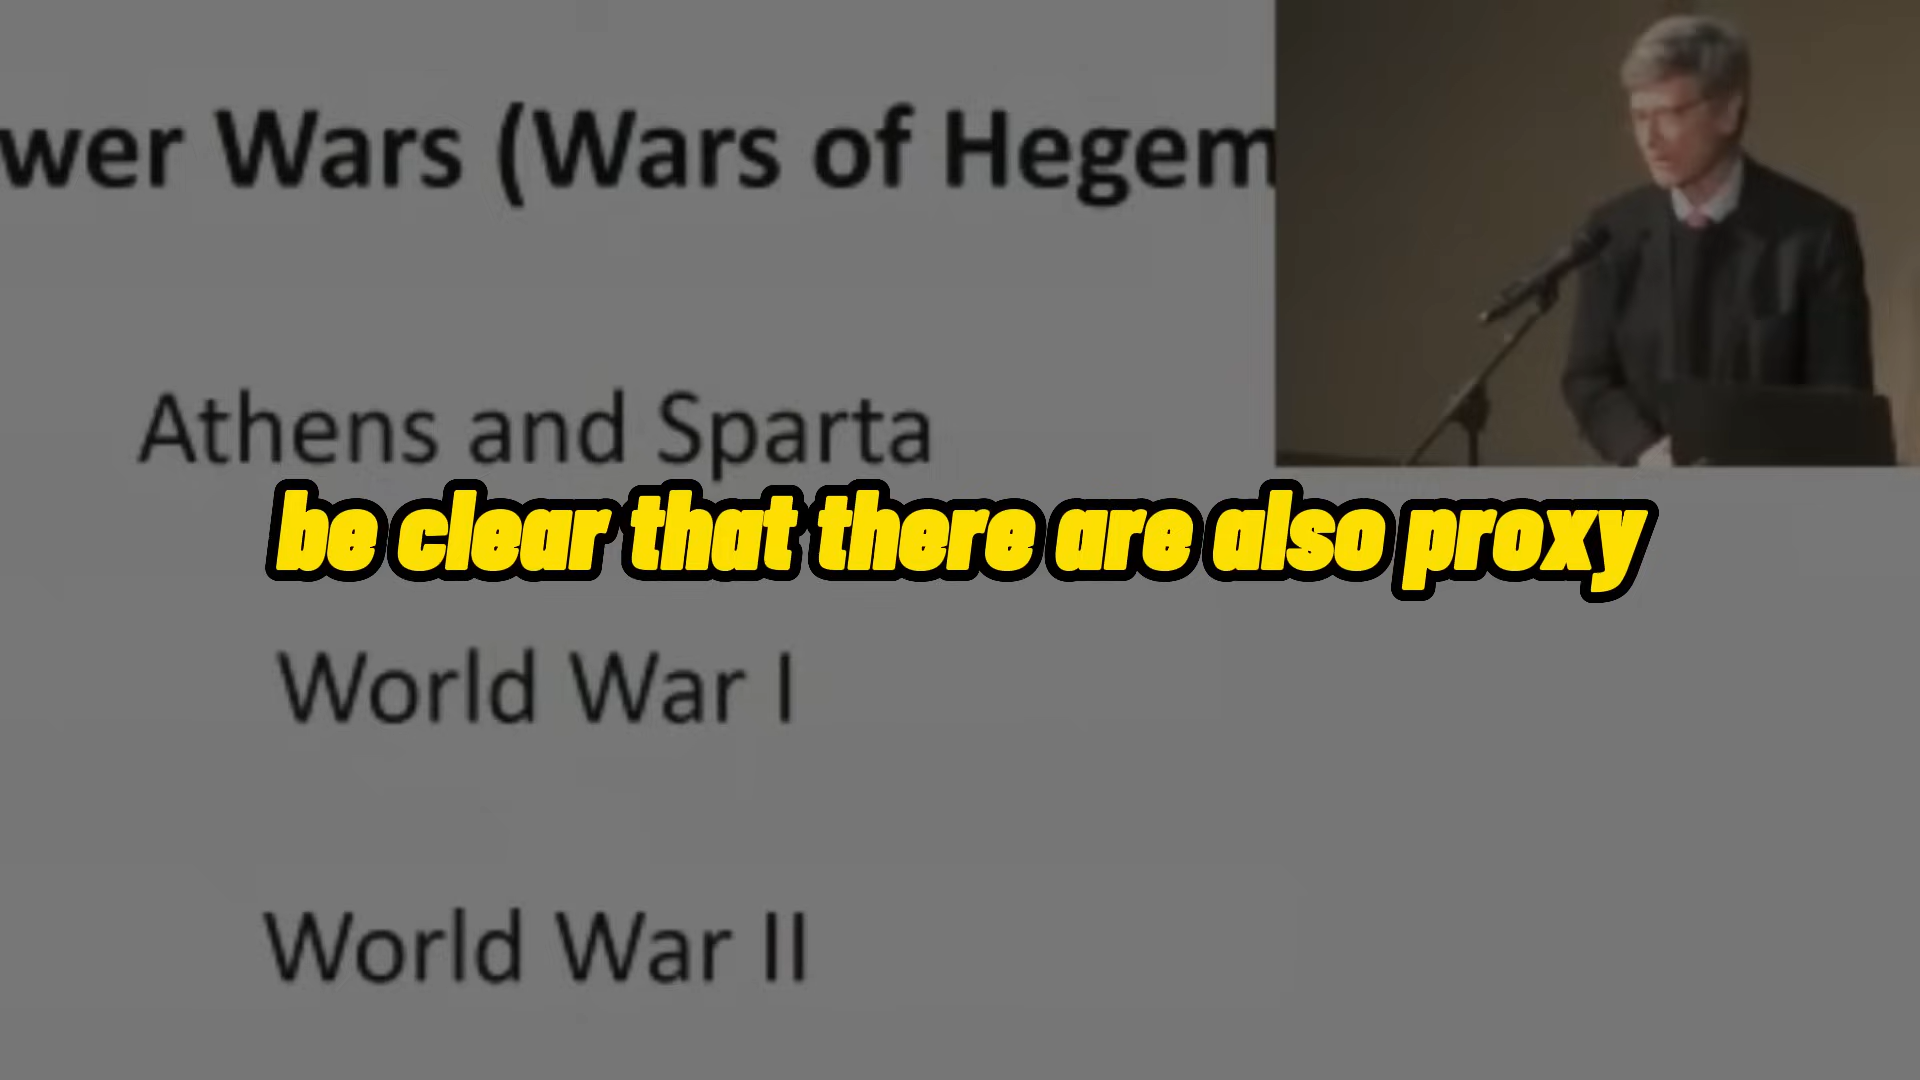 wer Wars (Wars of Hegem
Athens and Sparta
be clear that there are also proxy
World War I
World War II